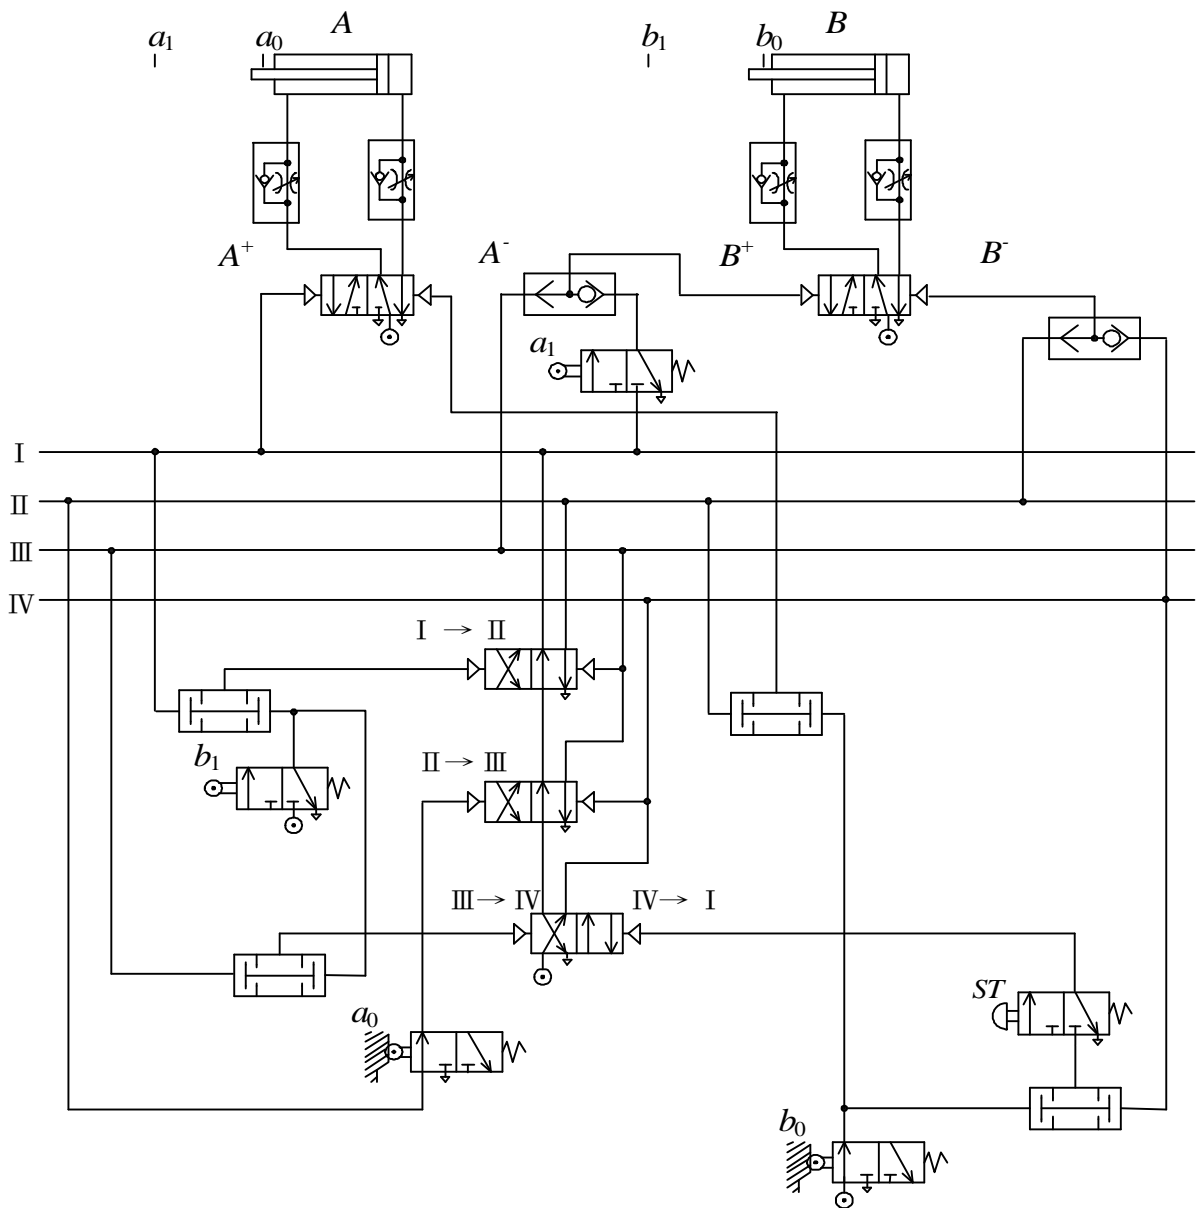 A B
a₁ a₀ b₁ b₀
A⁺ A⁻ B⁺ B⁻
a₁
Ⅰ
Ⅱ
Ⅲ
Ⅳ
Ⅰ → Ⅱ
b₁ Ⅱ → Ⅲ
Ⅲ → Ⅳ Ⅳ → Ⅰ
ST
a₀
b₀